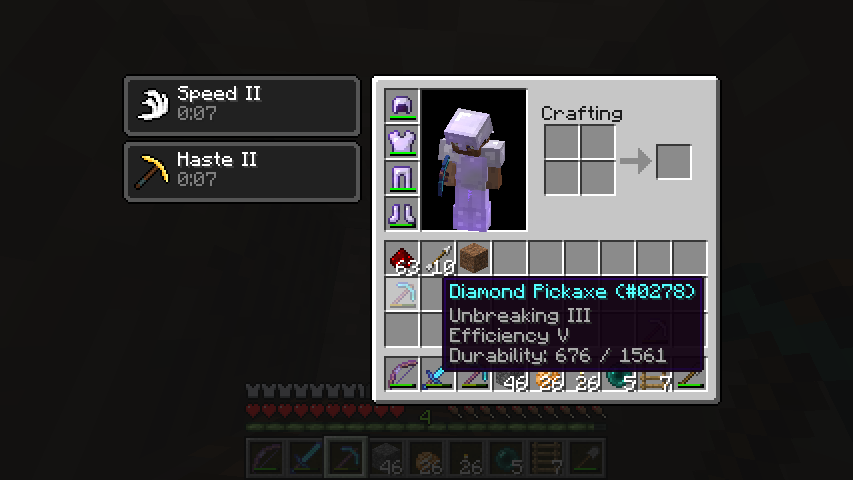 Speed II
0:07
Haste II
0:07
Crafting
63
10
Diamond Pickaxe (#0278)
Unbreaking III
Efficiency V
Durability: 676 / 1561
46 26 26 5 7
4
46 26 26 5 7